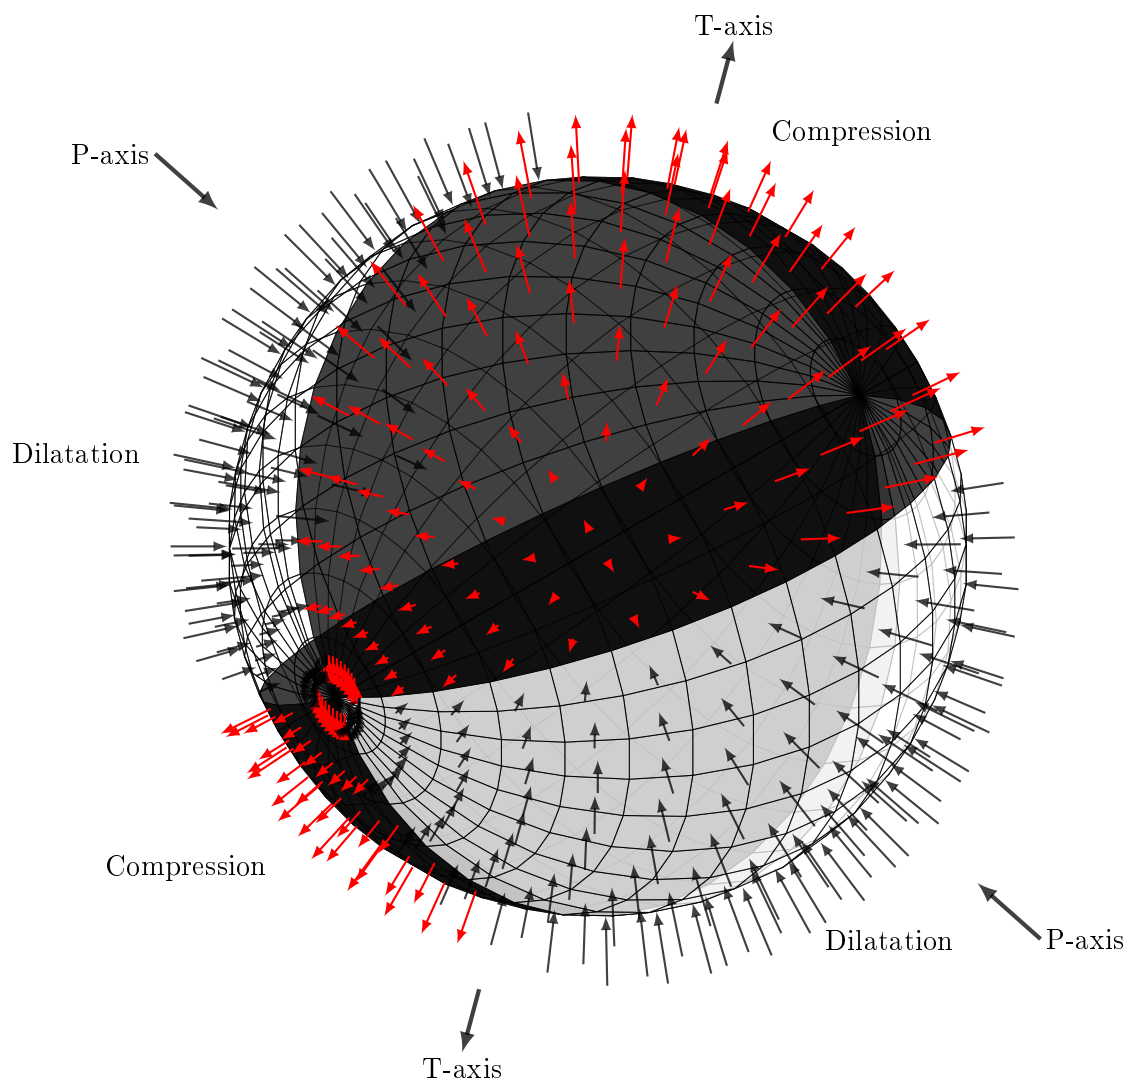 T-axis
Compression
P-axis
Dilatation
Compression
Dilatation
P-axis
T-axis